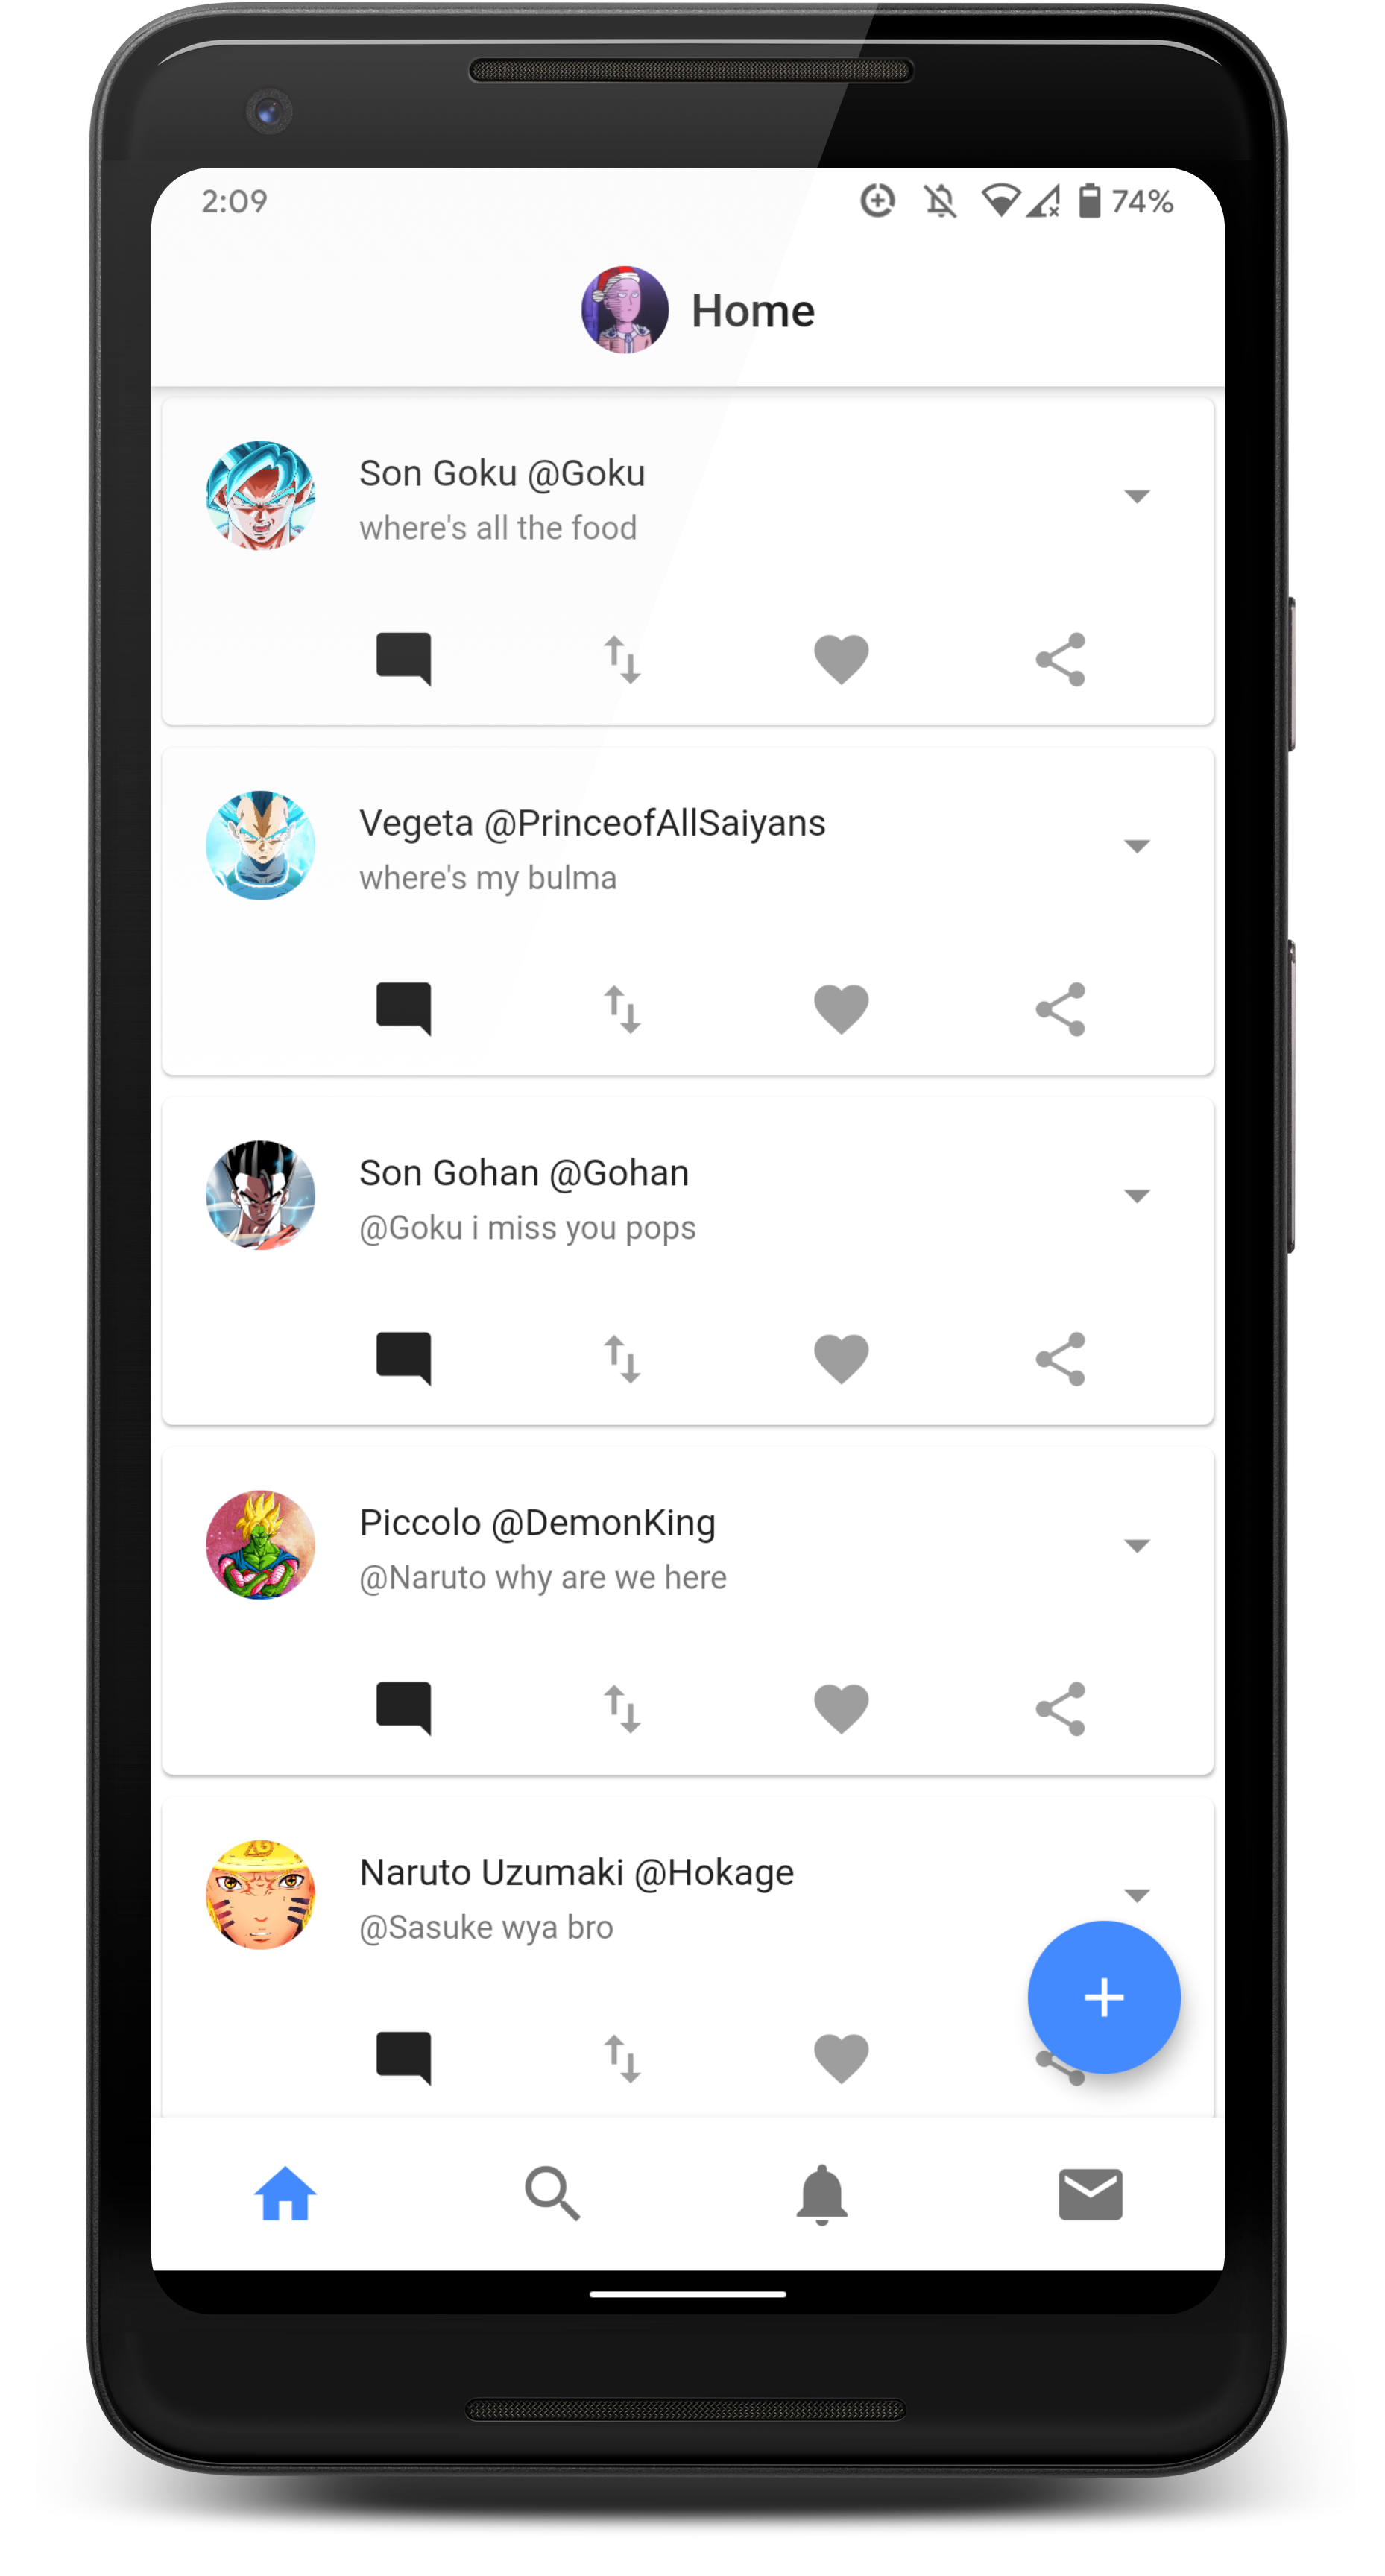 2:09
74%
Home
Son Goku @Goku
where's all the food
Vegeta @PrinceofAllSaiyans
where's my bulma
Son Gohan @Gohan
@Goku i miss you pops
Piccolo @DemonKing
@Naruto why are we here
Naruto Uzumaki @Hokage
@Sasuke wya bro